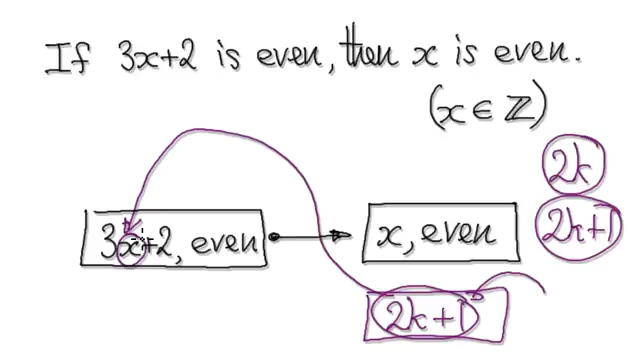 If 3x+2 is even, then x is even.
(x ∈ ℤ)
2k
3x+2, even
x, even
2k+1
2k+1